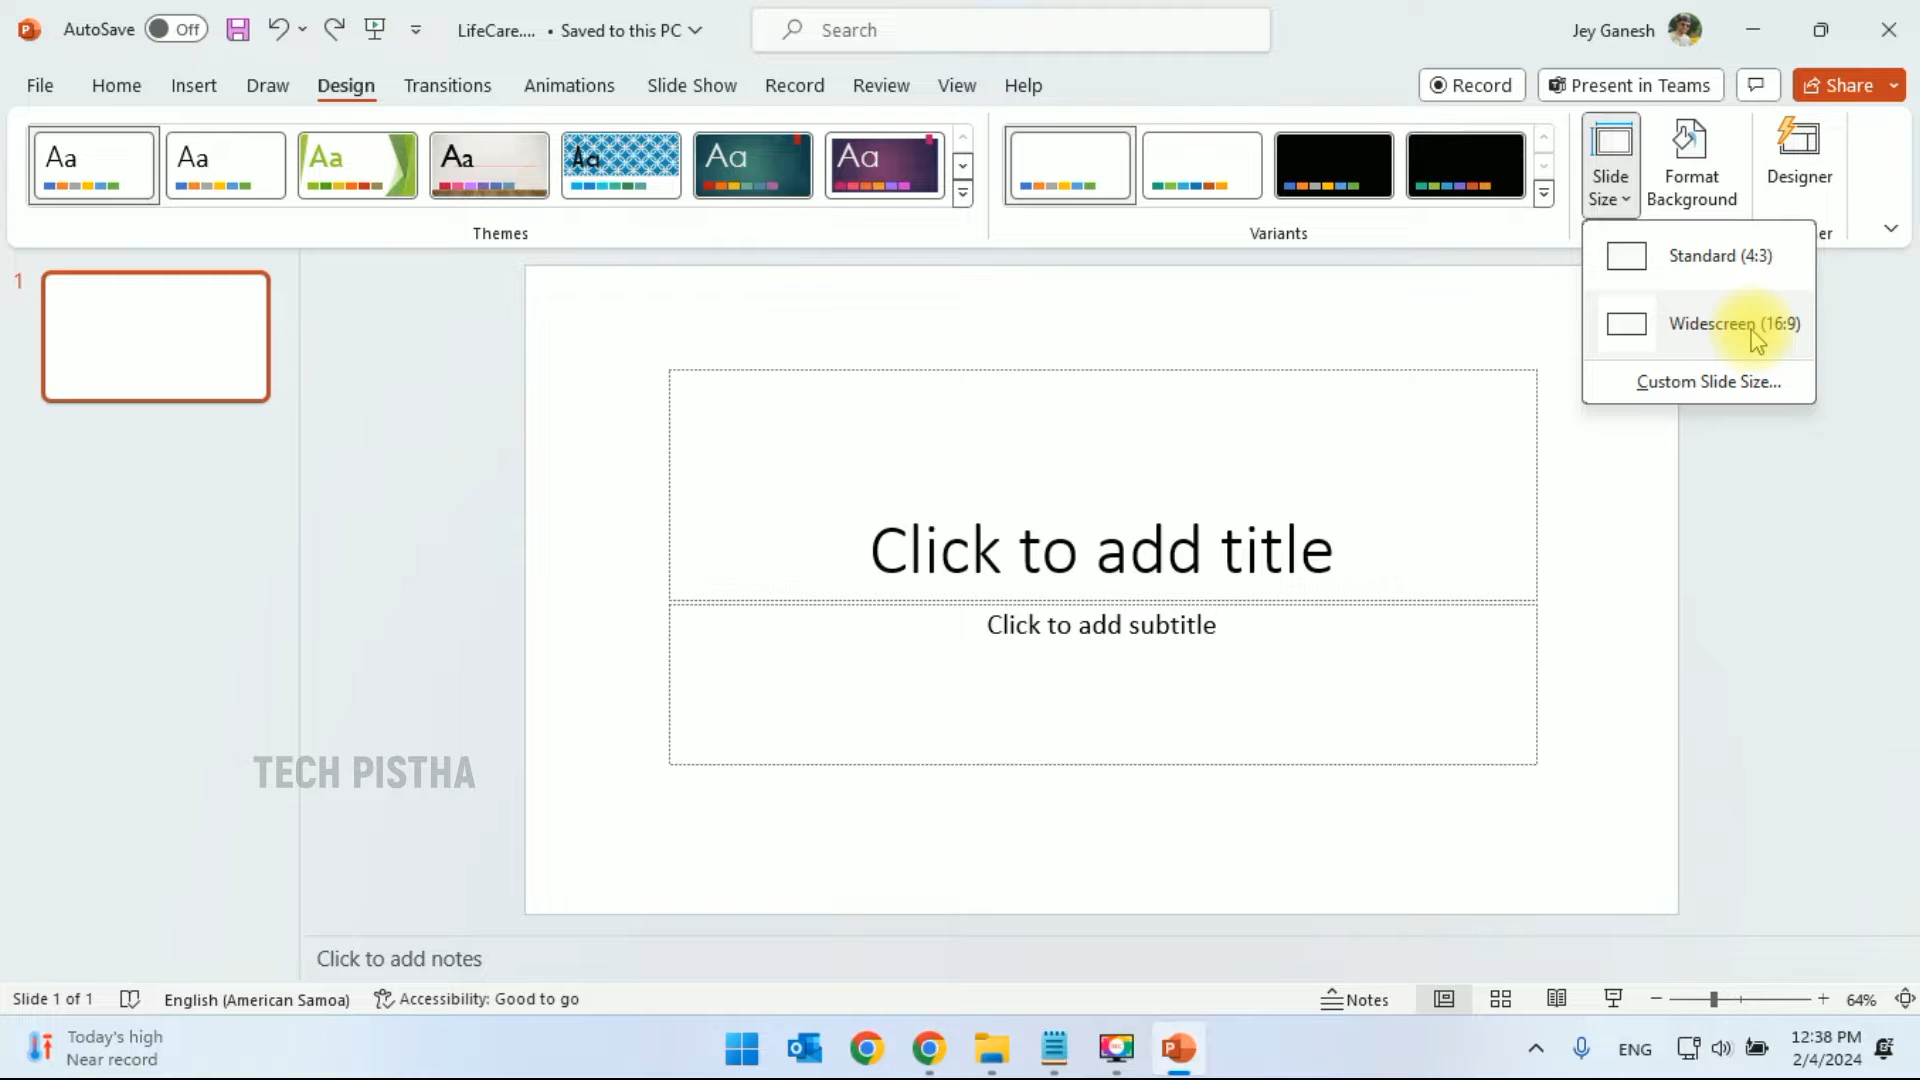 AutoSave Off LifeCare.... • Saved to this PC Search Jey Ganesh
File Home Insert Draw Design Transitions Animations Slide Show Record Review View Help Record Present in Teams Share
Aa Aa Aa Aa Aa Aa Aa
Slide Size Format Background Designer
Themes Variants er
Standard (4:3)
Widescreen (16:9)
Custom Slide Size...
1
Click to add title
Click to add subtitle
TECH PISTHA
Click to add notes
Slide 1 of 1 English (American Samoa) Accessibility: Good to go Notes 64%
Today's high
Near record
ENG
12:38 PM
2/4/2024